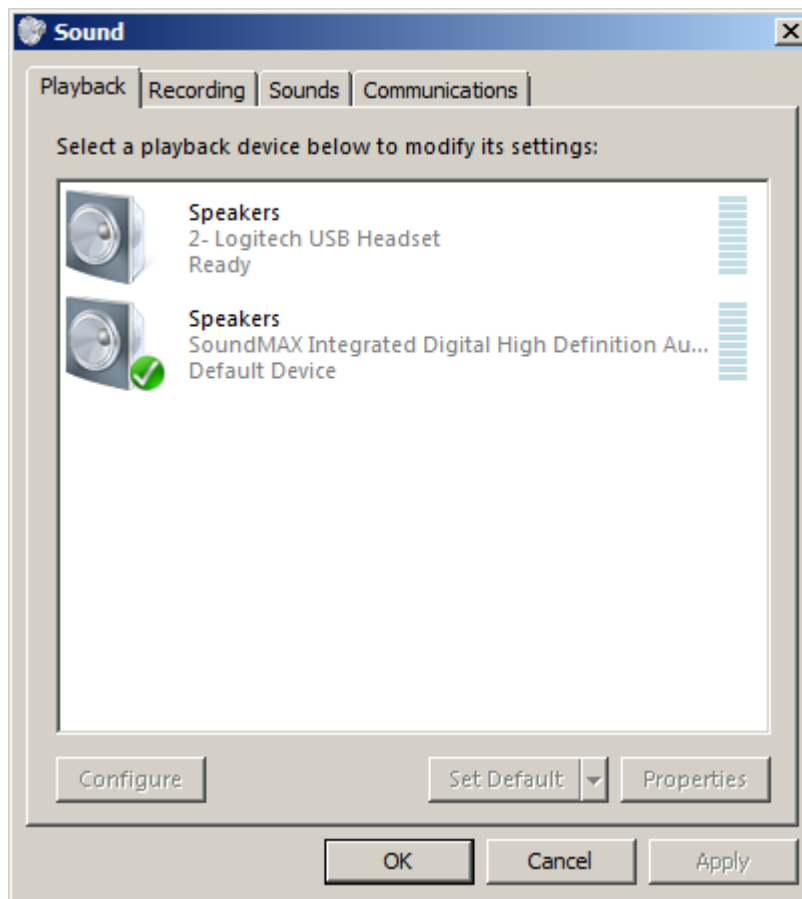 Sound
Playback Recording Sounds Communications
Select a playback device below to modify its settings:
Speakers
2- Logitech USB Headset
Ready
Speakers
SoundMAX Integrated Digital High Definition Au...
Default Device
Configure Set Default Properties
OK Cancel Apply